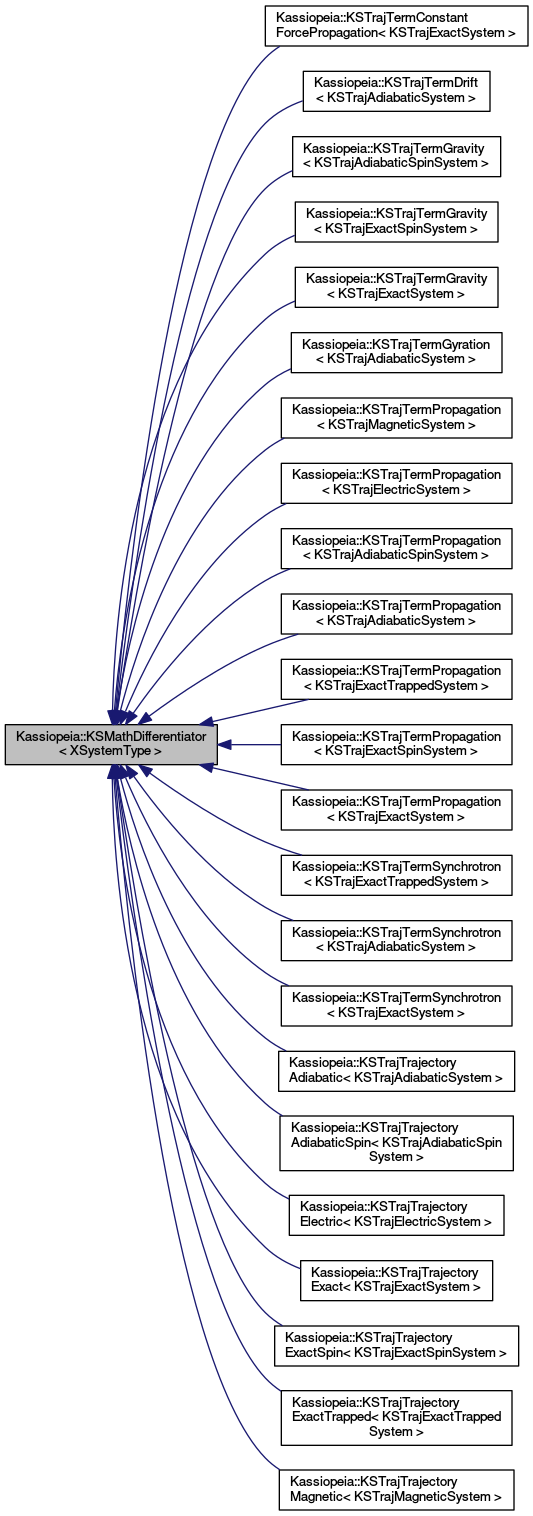 Kassiopeia::KSTrajTermConstant
ForcePropagation< KSTrajExactSystem >
Kassiopeia::KSTrajTermDrift
< KSTrajAdiabaticSystem >
Kassiopeia::KSTrajTermGravity
< KSTrajAdiabaticSpinSystem >
Kassiopeia::KSTrajTermGravity
< KSTrajExactSpinSystem >
Kassiopeia::KSTrajTermGravity
< KSTrajExactSystem >
Kassiopeia::KSTrajTermGyration
< KSTrajAdiabaticSystem >
Kassiopeia::KSTrajTermPropagation
< KSTrajMagneticSystem >
Kassiopeia::KSTrajTermPropagation
< KSTrajElectricSystem >
Kassiopeia::KSTrajTermPropagation
< KSTrajAdiabaticSpinSystem >
Kassiopeia::KSTrajTermPropagation
< KSTrajAdiabaticSystem >
Kassiopeia::KSTrajTermPropagation
< KSTrajExactTrappedSystem >
Kassiopeia::KSMathDifferentiator
< XSystemType >
Kassiopeia::KSTrajTermPropagation
< KSTrajExactSpinSystem >
Kassiopeia::KSTrajTermPropagation
< KSTrajExactSystem >
Kassiopeia::KSTrajTermSynchrotron
< KSTrajExactTrappedSystem >
Kassiopeia::KSTrajTermSynchrotron
< KSTrajAdiabaticSystem >
Kassiopeia::KSTrajTermSynchrotron
< KSTrajExactSystem >
Kassiopeia::KSTrajTrajectory
Adiabatic< KSTrajAdiabaticSystem >
Kassiopeia::KSTrajTrajectory
AdiabaticSpin< KSTrajAdiabaticSpin
System >
Kassiopeia::KSTrajTrajectory
Electric< KSTrajElectricSystem >
Kassiopeia::KSTrajTrajectory
Exact< KSTrajExactSystem >
Kassiopeia::KSTrajTrajectory
ExactSpin< KSTrajExactSpinSystem >
Kassiopeia::KSTrajTrajectory
ExactTrapped< KSTrajExactTrapped
System >
Kassiopeia::KSTrajTrajectory
Magnetic< KSTrajMagneticSystem >